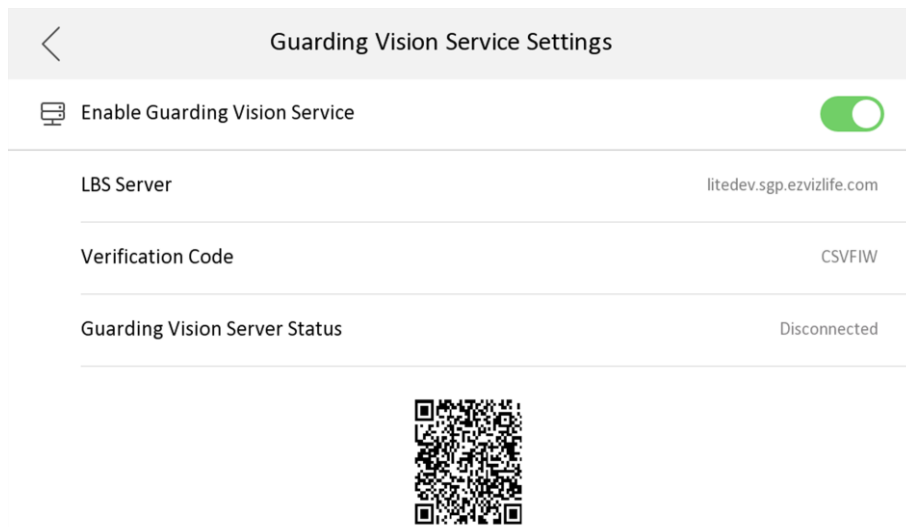 Guarding Vision Service Settings
Enable Guarding Vision Service
LBS Server litedev.sgp.ezvizlife.com
Verification Code CSVFIW
Guarding Vision Server Status Disconnected